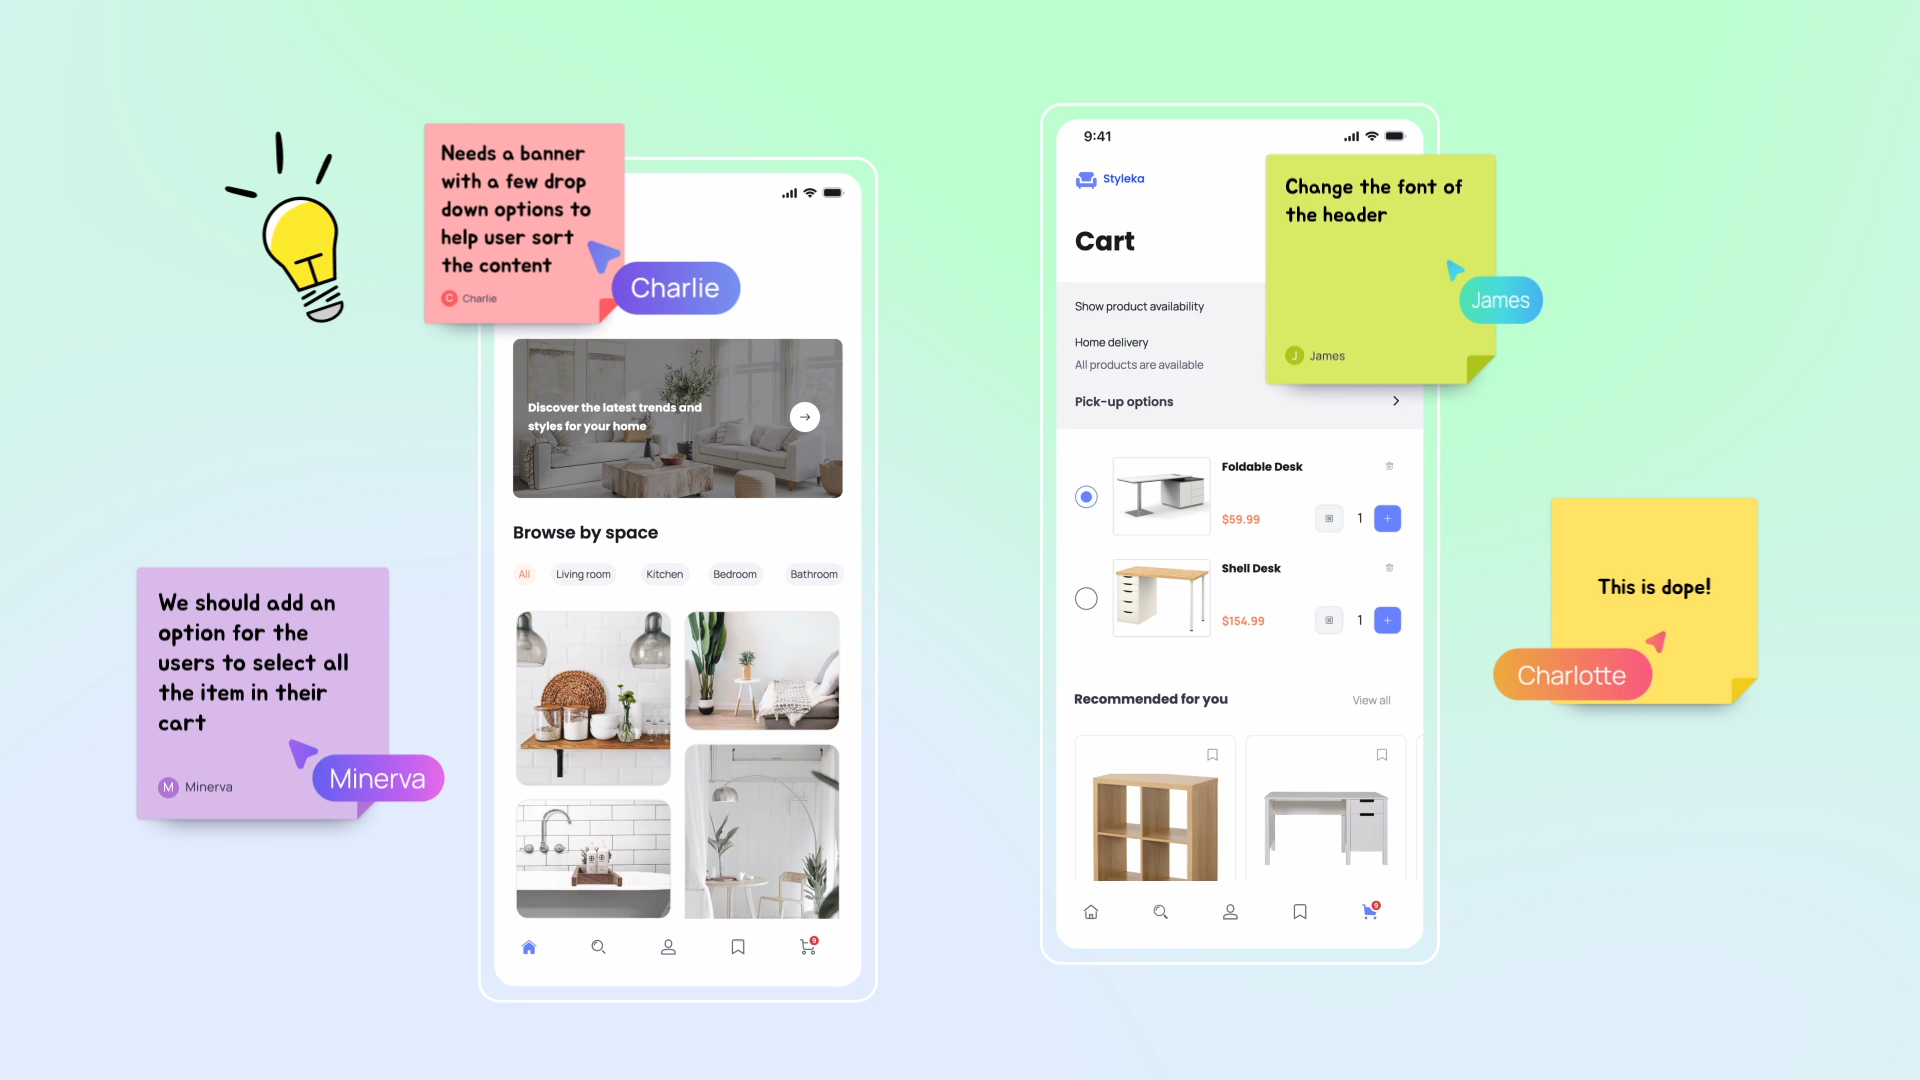 Needs a banner
with a few drop
down options to
help user sort
the content
C Charlie
Charlie
Discover the latest trends and
styles for your home
Browse by space
All Living room Kitchen Bedroom Bathroom
9
We should add an
option for the
users to select all
the item in their
cart
M Minerva
Minerva
9:41
Styleka
Cart
Show product availability
Home delivery
All products are available
Pick-up options
Change the font of
the header
J James
James
Foldable Desk
$59.99 1 +
Shell Desk
$154.99 1 +
Recommended for you View all
9
This is dope!
Charlotte